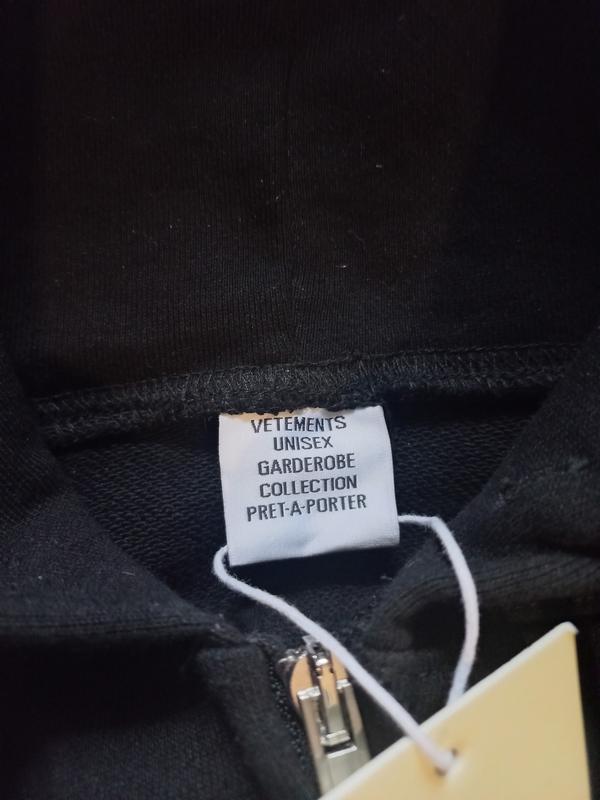 VETEMENTS
UNISEX
GARDEROBE
COLLECTION
PRET-A-PORTER